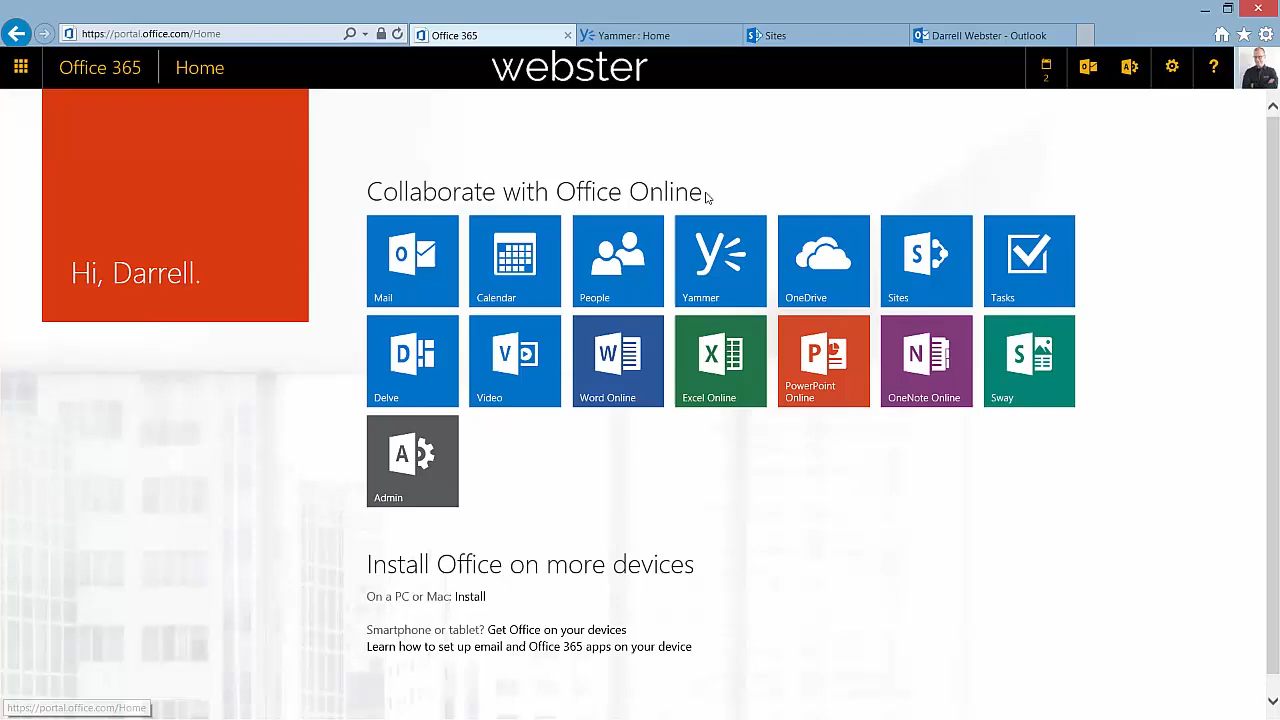 https://portal.office.com/Home
Office 365
Yammer : Home
Sites
Darrell Webster - Outlook
Office 365
Home
webster
2
?
Hi, Darrell.
Collaborate with Office Online
Mail
Calendar
People
Yammer
OneDrive
Sites
Tasks
Delve
Video
Word Online
Excel Online
PowerPoint
Online
OneNote Online
Sway
Admin
Install Office on more devices
On a PC or Mac: Install
Smartphone or tablet? Get Office on your devices
Learn how to set up email and Office 365 apps on your device
https://portal.office.com/Home